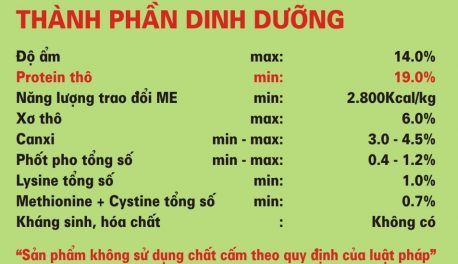 THÀNH PHẦN DINH DƯỠNG
Độ ẩm max: 14.0%
Protein thô min: 19.0%
Năng lượng trao đổi ME min: 2.800Kcal/kg
Xơ thô max: 6.0%
Canxi min - max: 3.0 - 4.5%
Phốt pho tổng số min - max: 0.4 - 1.2%
Lysine tổng số min: 1.0%
Methionine + Cystine tổng số min: 0.7%
Kháng sinh, hóa chất : Không có
“Sản phẩm không sử dụng chất cấm theo quy định của luật pháp”